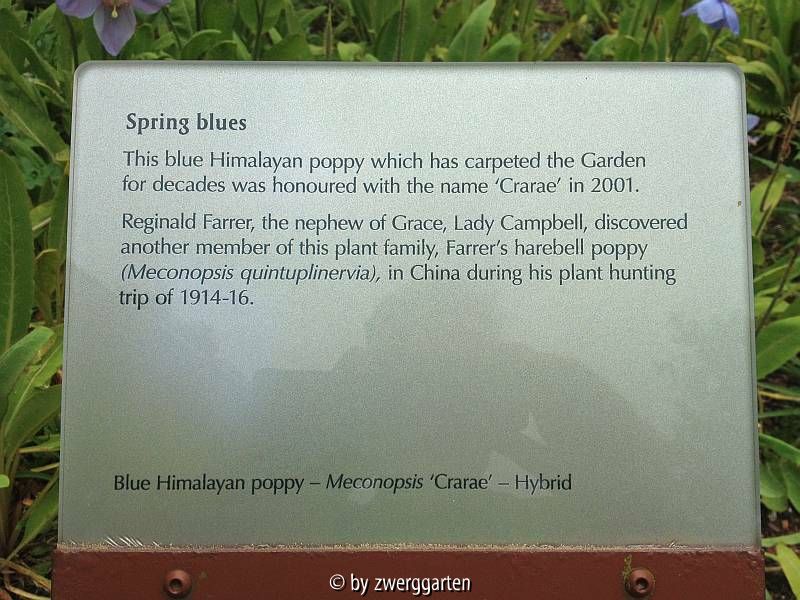 Spring blues
This blue Himalayan poppy which has carpeted the Garden
for decades was honoured with the name ‘Crarae’ in 2001.
Reginald Farrer, the nephew of Grace, Lady Campbell, discovered
another member of this plant family, Farrer’s harebell poppy
(Meconopsis quintuplinervia), in China during his plant hunting
trip of 1914-16.
Blue Himalayan poppy – Meconopsis ‘Crarae’ – Hybrid
© by zwerggarten